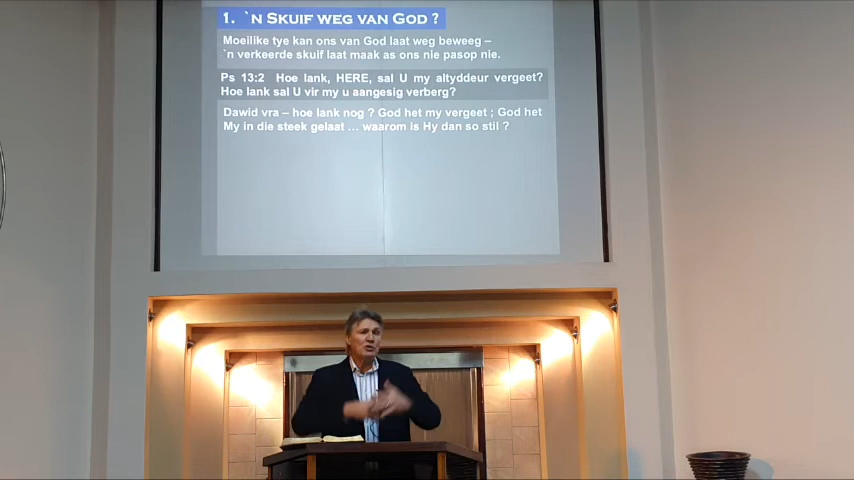 1. `n Skuif weg van God ?
Moeilike tye kan ons van God laat weg beweeg –
`n verkeerde skuif laat maak as ons nie pasop nie.
Ps 13:2 Hoe lank, HERE, sal U my altyddeur vergeet?
Hoe lank sal U vir my u aangesig verberg?
Dawid vra – hoe lank nog ? God het my vergeet ; God het
My in die steek gelaat ... waarom is Hy dan so stil ?